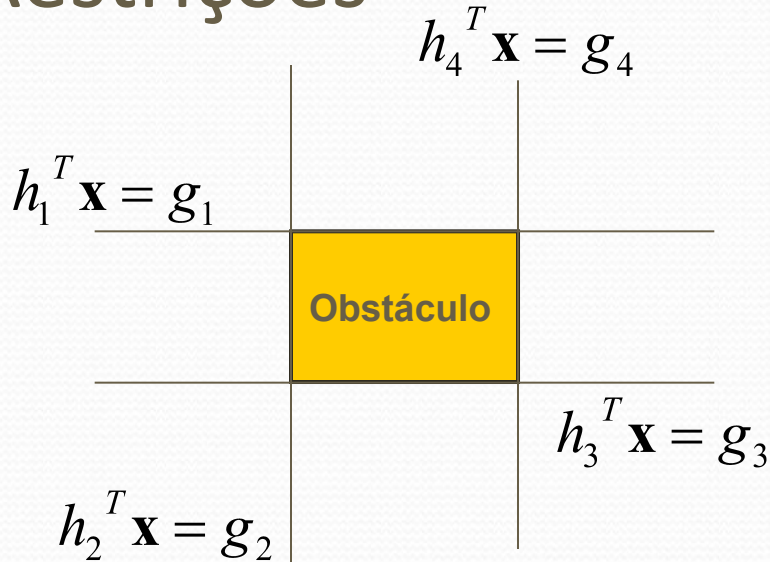 h₄ᵀ𝐱 = g₄
h₁ᵀ𝐱 = g₁
Obstáculo
h₃ᵀ𝐱 = g₃
h₂ᵀ𝐱 = g₂